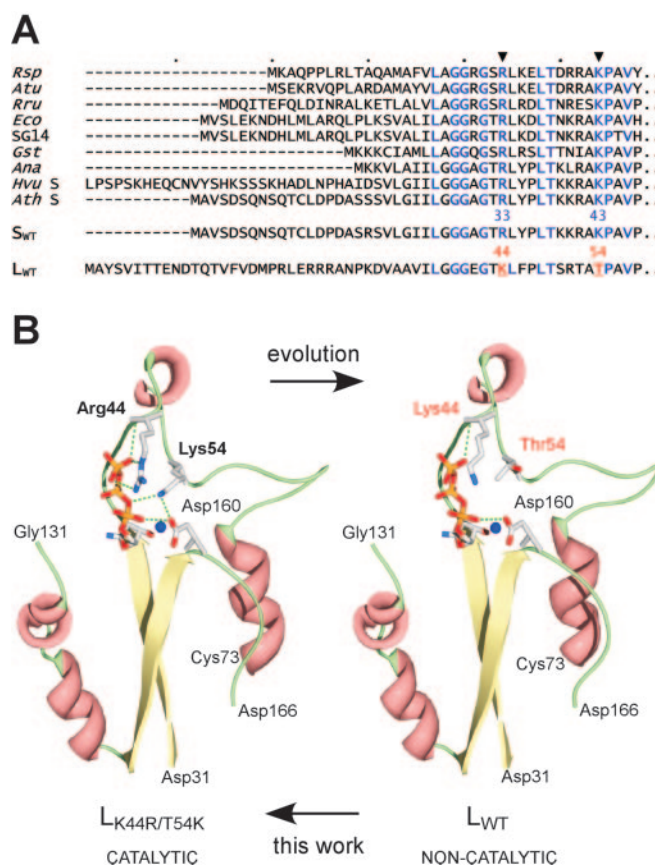 A
Rsp ------------------MKAQPPLRLTAQAMAFVLAGGRGSRLKELTDRRAKPAVY..
Atu ------------------MSEKRVQPLARDAMAYVLAGGRGSRLKELTDRRAKPAVY..
Rru -------------MDQITEFQLDINRALKETLALVLAGGRGSRLRDLTNRESKPAVH..
Eco -----------MVSLEKNDHLMLARQLPLKSVALILAGGRGTRLKDLTNKRAKPAVH..
SG14 -----------MVSLEKNDHLMLARQLPLKSVALILAGGRGTRLKDLTNKRAKPTVH..
Gst --------------------------MKKKCIAMLLAGGQGSRLRSLTTNIAKPAVP..
Ana ---------------------------MKKVLAIILGGGAGTRLYPLTKLRAKPAVP..
Hvu S LPSPSKHEQCNVYSHKSSSKHADLNPHAIDSVLGIILGGGAGTRLYPLTKKRAKPAVP..
Ath S -----------MAVSDSQNSQTCLDPDASRSVLGIILGGGAGTRLYPLTKKRAKPAVP..
33 43
SWT -----------MAVSDSQNSQTCLDPDASRSVLGIILGGGAGTRLYPLTKKRAKPAVP..
44 54
LWT MAYSVITTENDTQTVFVDMPRLERRRANPKDVAAVILGGGEGTKLFPLTSRTATPAVP..
B
evolution
Arg44
Lys54
Asp160
Gly131
Cys73
Asp166
Asp31
Lys44
Thr54
Asp160
Gly131
Cys73
Asp166
Asp31
LK44R/T54K
CATALYTIC
this work
LWT
NON-CATALYTIC